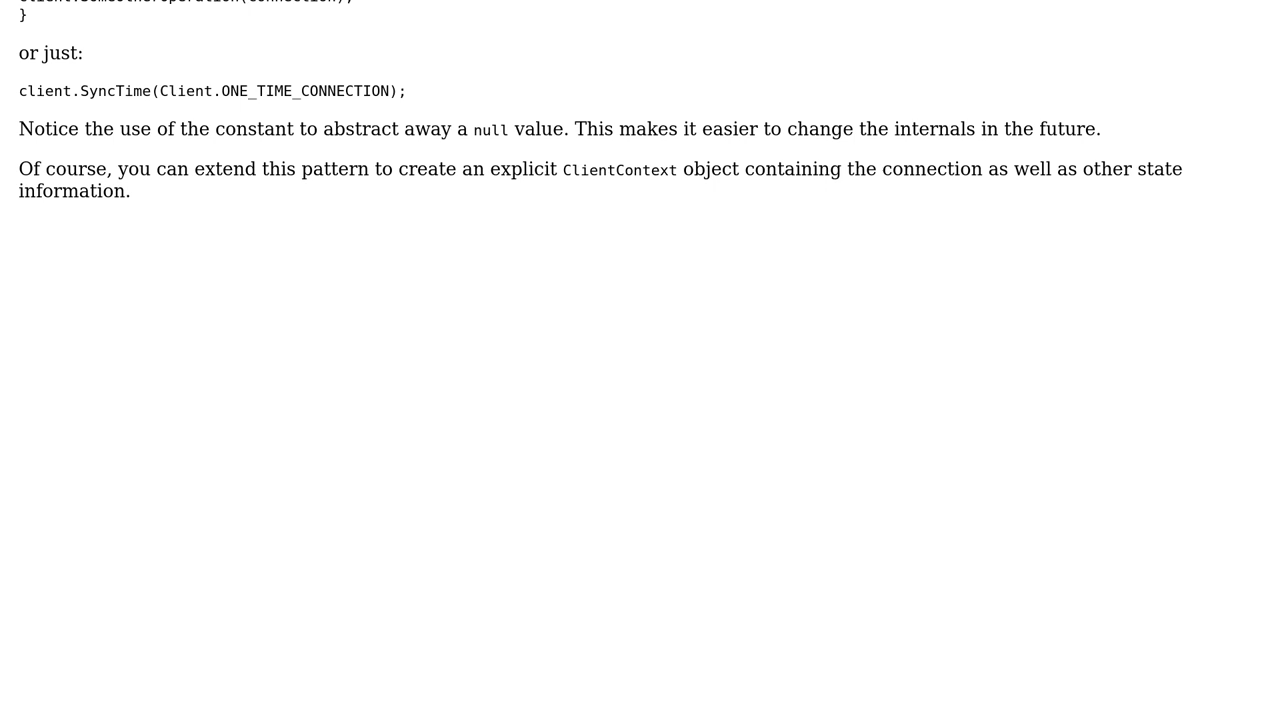 }
or just:
client.SyncTime(Client.ONE_TIME_CONNECTION);
Notice the use of the constant to abstract away a null value. This makes it easier to change the internals in the future.
Of course, you can extend this pattern to create an explicit ClientContext object containing the connection as well as other state
information.